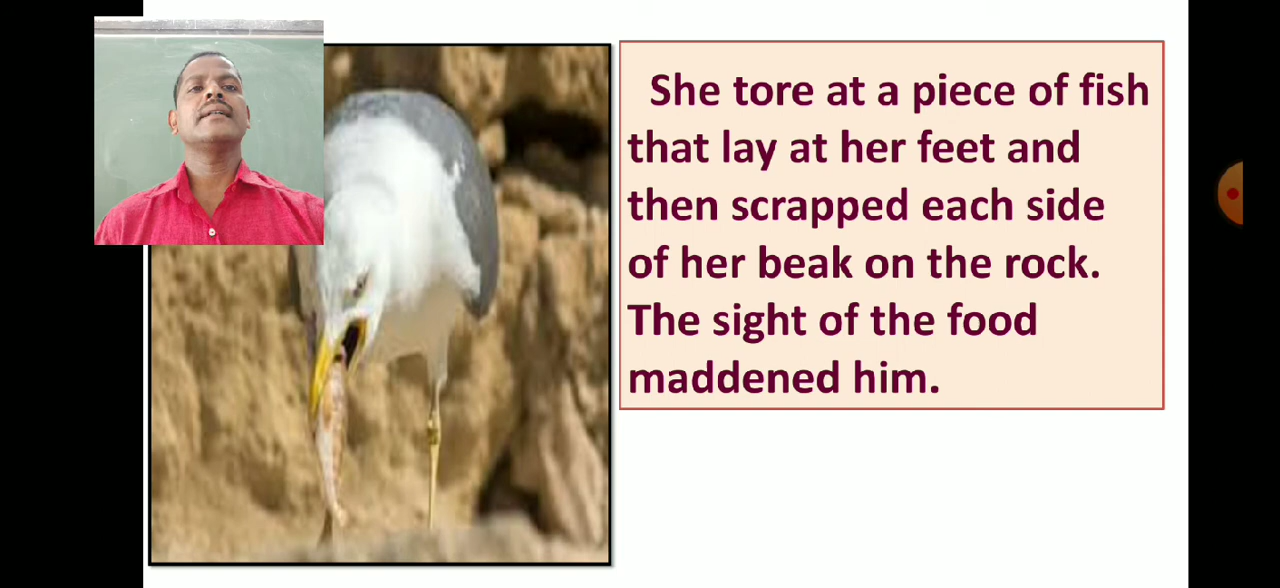 She tore at a piece of fish
that lay at her feet and
then scrapped each side
of her beak on the rock.
The sight of the food
maddened him.